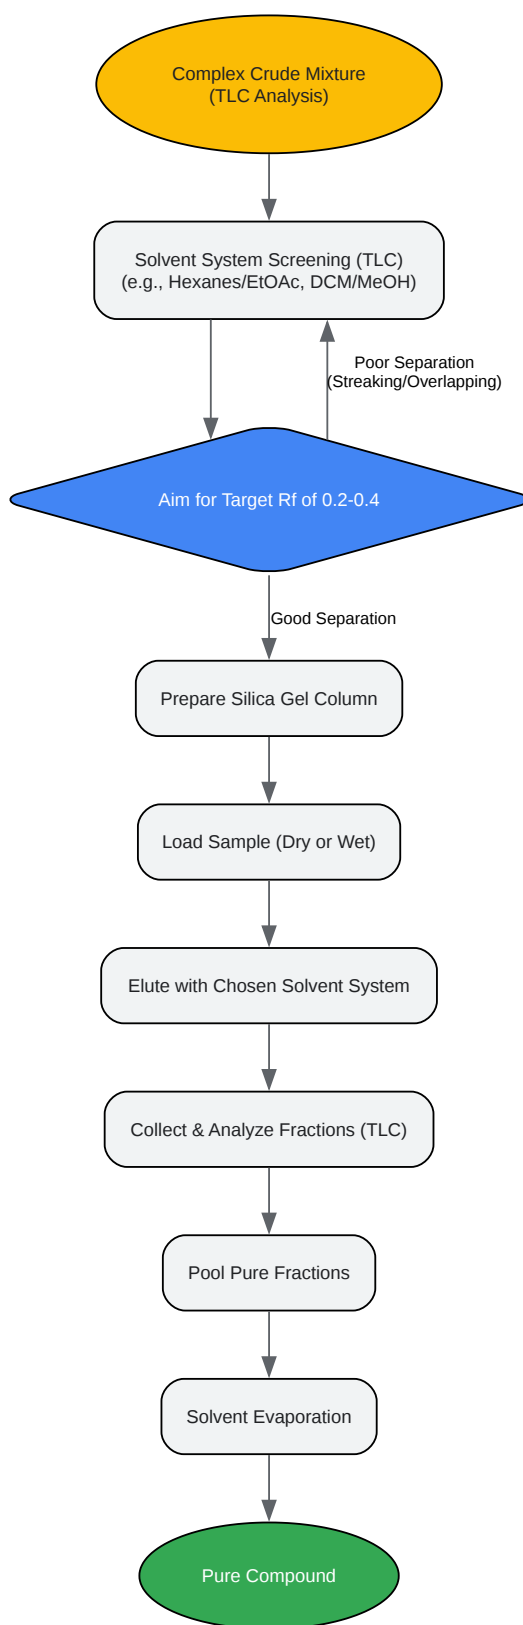 Complex Crude Mixture
(TLC Analysis)
Solvent System Screening (TLC)
(e.g., Hexanes/EtOAc, DCM/MeOH)
Poor Separation
(Streaking/Overlapping)
Aim for Target Rf of 0.2-0.4
Good Separation
Prepare Silica Gel Column
Load Sample (Dry or Wet)
Elute with Chosen Solvent System
Collect & Analyze Fractions (TLC)
Pool Pure Fractions
Solvent Evaporation
Pure Compound